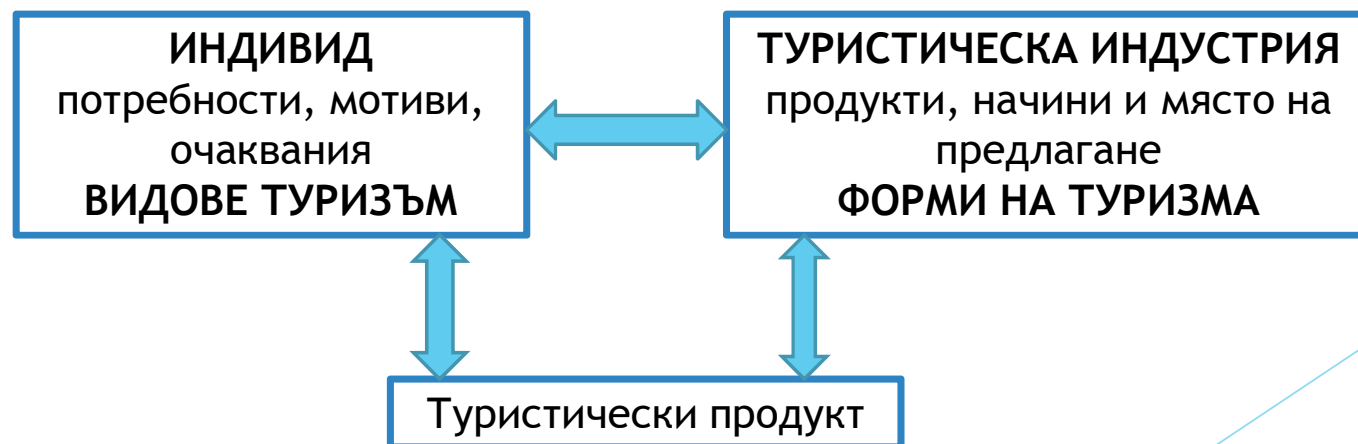 ИНДИВИД
потребности, мотиви,
очаквания
ВИДОВЕ ТУРИЗЪМ
ТУРИСТИЧЕСКА ИНДУСТРИЯ
продукти, начини и място на
предлагане
ФОРМИ НА ТУРИЗМА
Туристически продукт